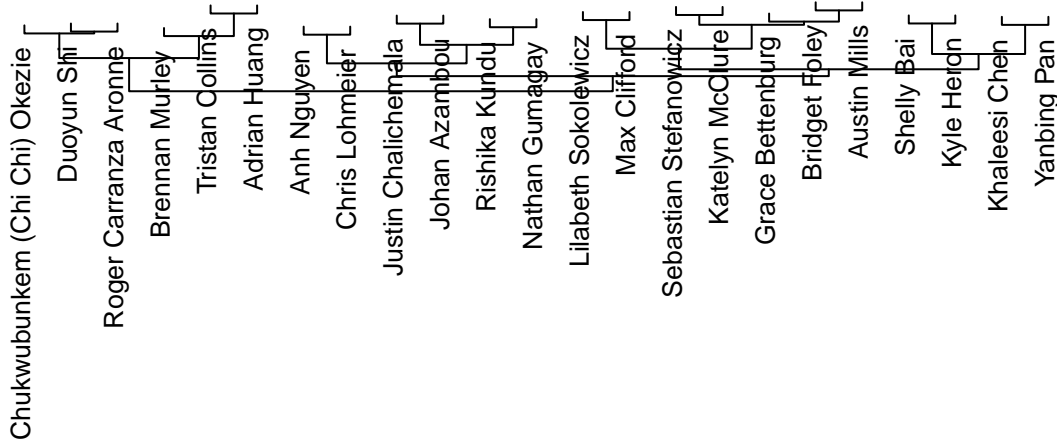 Chukwubunkem (Chi Chi) Okezie
Duoyun Shi
Roger Carranza Aronne
Brennan Murley
Tristan Collins
Adrian Huang
Anh Nguyen
Chris Lohmeier
Justin Chalichemala
Johan Azambou
Rishika Kundu
Nathan Gumagay
Lilabeth Sokolewicz
Max Clifford
Sebastian Stefanowicz
Katelyn McClure
Grace Bettenburg
Bridget Foley
Austin Mills
Shelly Bai
Kyle Heron
Khaleesi Chen
Yanbing Pan